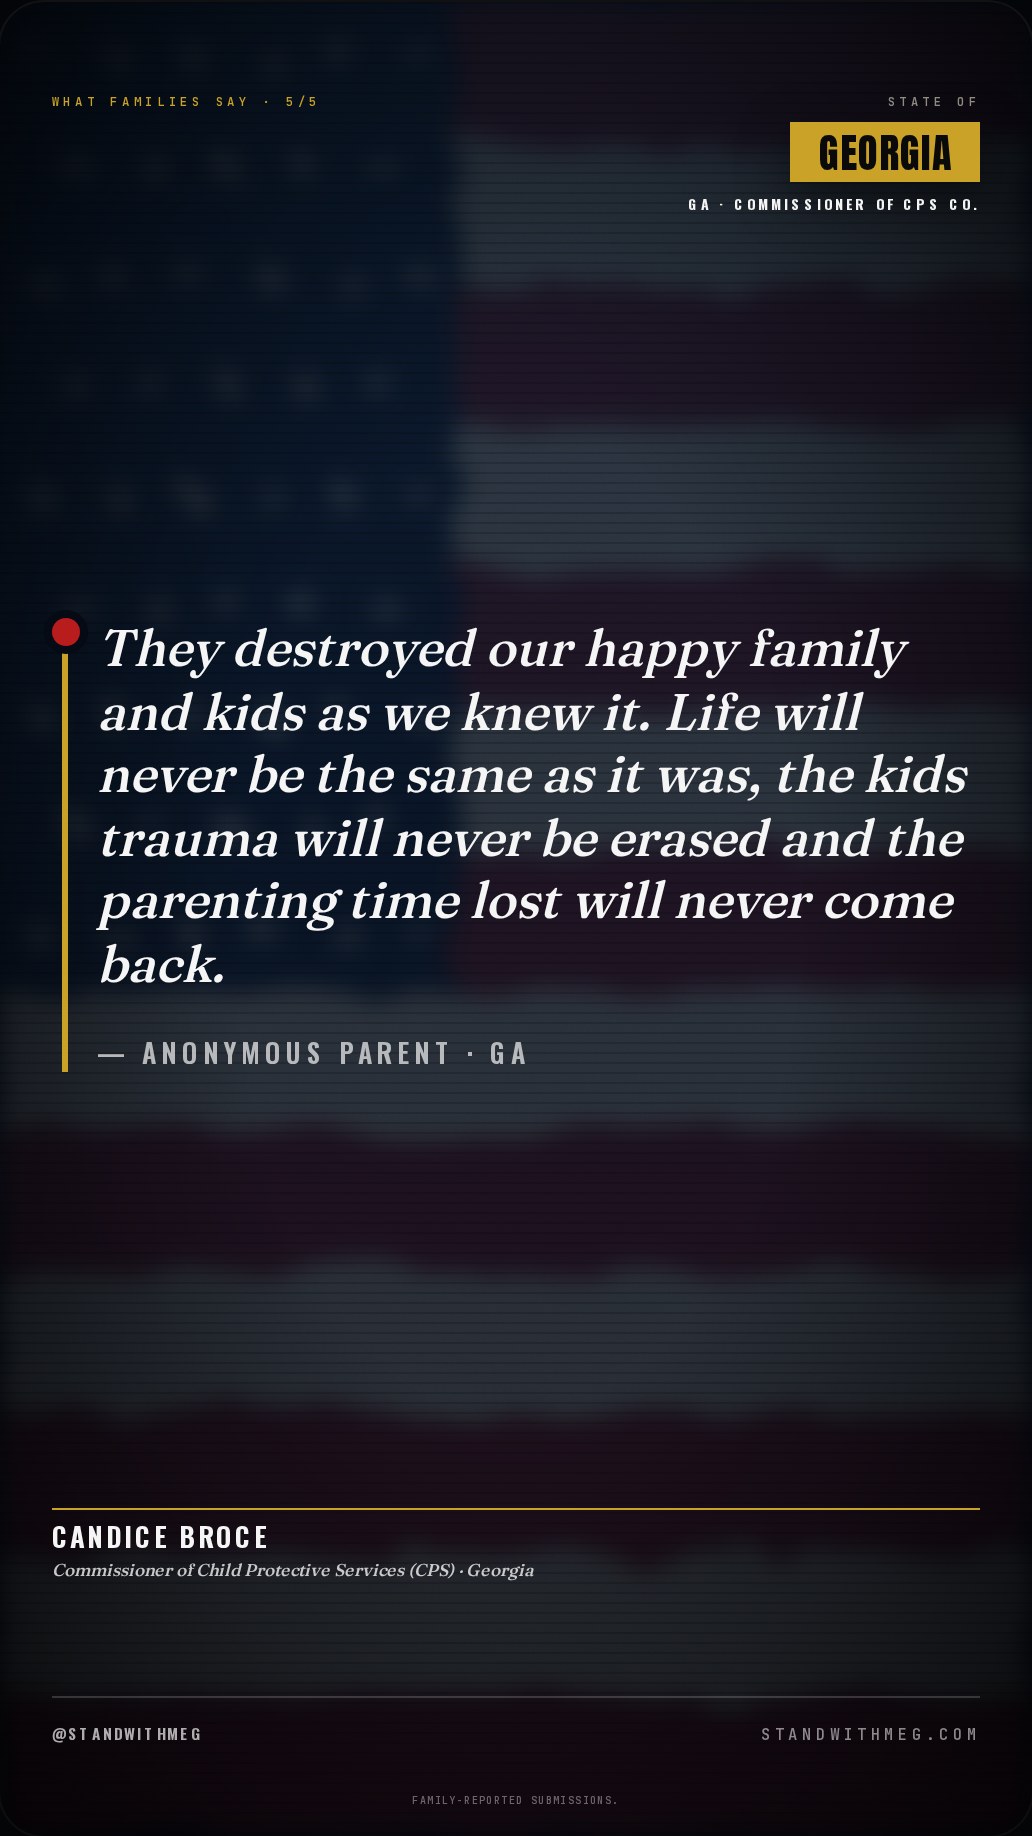 WHAT FAMILIES SAY · 5/5
STATE OF
GEORGIA
GA · COMMISSIONER OF CPS CO.
They destroyed our happy family
and kids as we knew it. Life will
never be the same as it was, the kids
trauma will never be erased and the
parenting time lost will never come
back.
— ANONYMOUS PARENT · GA
CANDICE BROCE
Commissioner of Child Protective Services (CPS) · Georgia
@STANDWITHMEG
STANDWITHMEG.COM
FAMILY-REPORTED SUBMISSIONS.